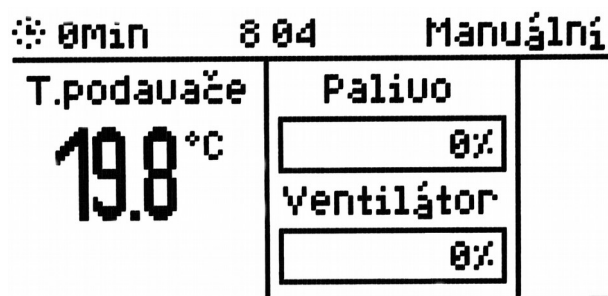 0min 8 04 Manuální
T.podavače
19.8 °C
Palivo
0%
Ventilátor
0%